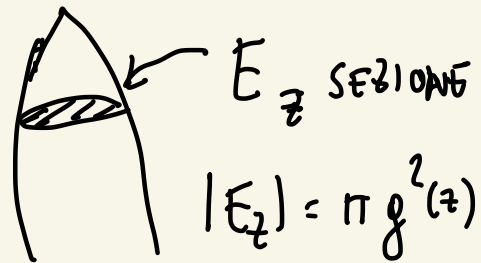 E_z SEZIONE
|E_z| = π g²(z)